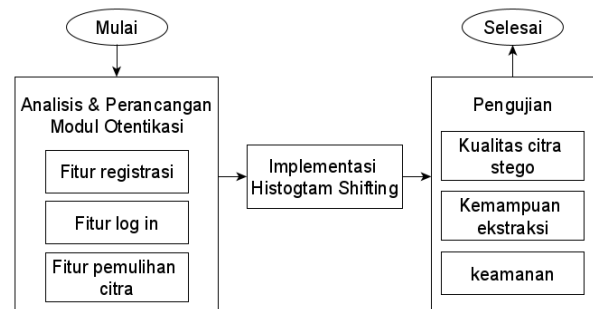 Mulai
Analisis & Perancangan
Modul Otentikasi
Fitur registrasi
Fitur log in
Fitur pemulihan
citra
Implementasi
Histogtam Shifting
Selesai
Pengujian
Kualitas citra
stego
Kemampuan
ekstraksi
keamanan